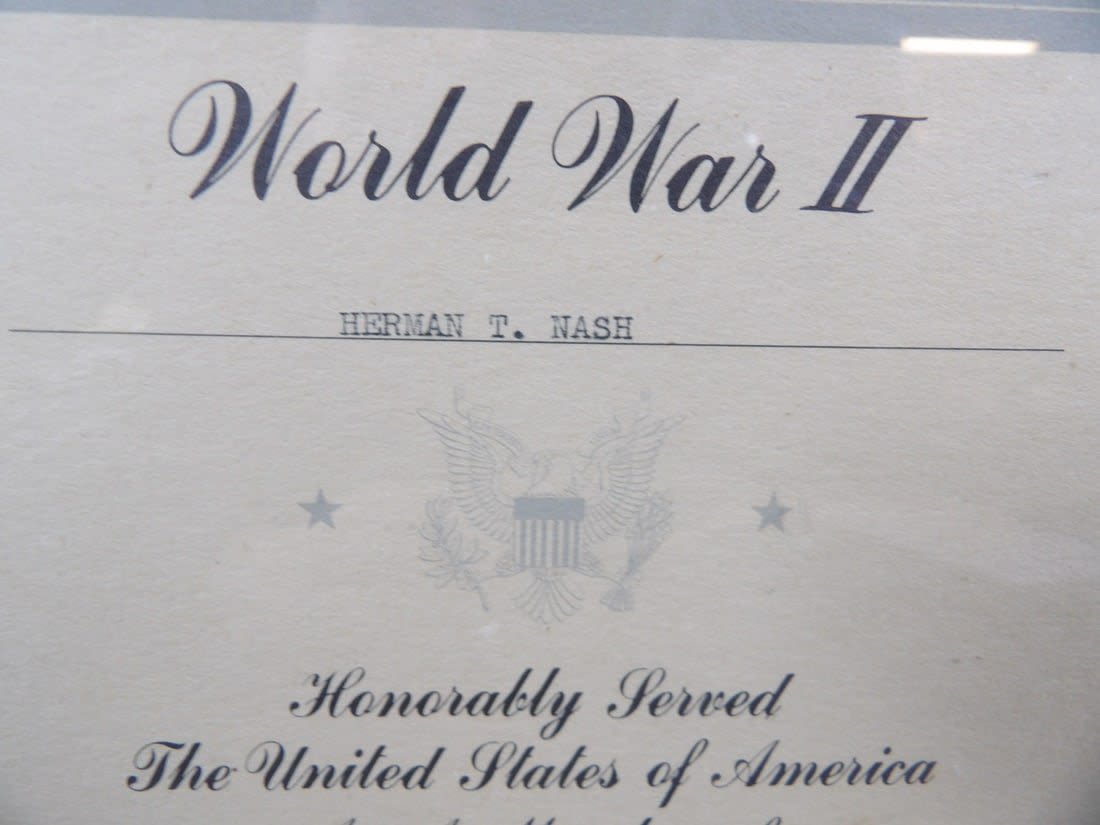 World War II
HERMAN T. NASH
Honorably Served
The United States of America